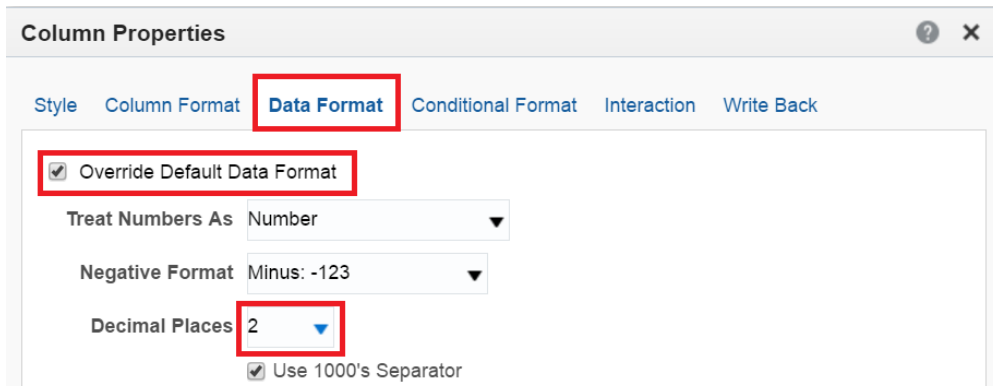 Column Properties
Style Column Format Data Format Conditional Format Interaction Write Back
Override Default Data Format
Treat Numbers As Number
Negative Format Minus: -123
Decimal Places 2
Use 1000's Separator